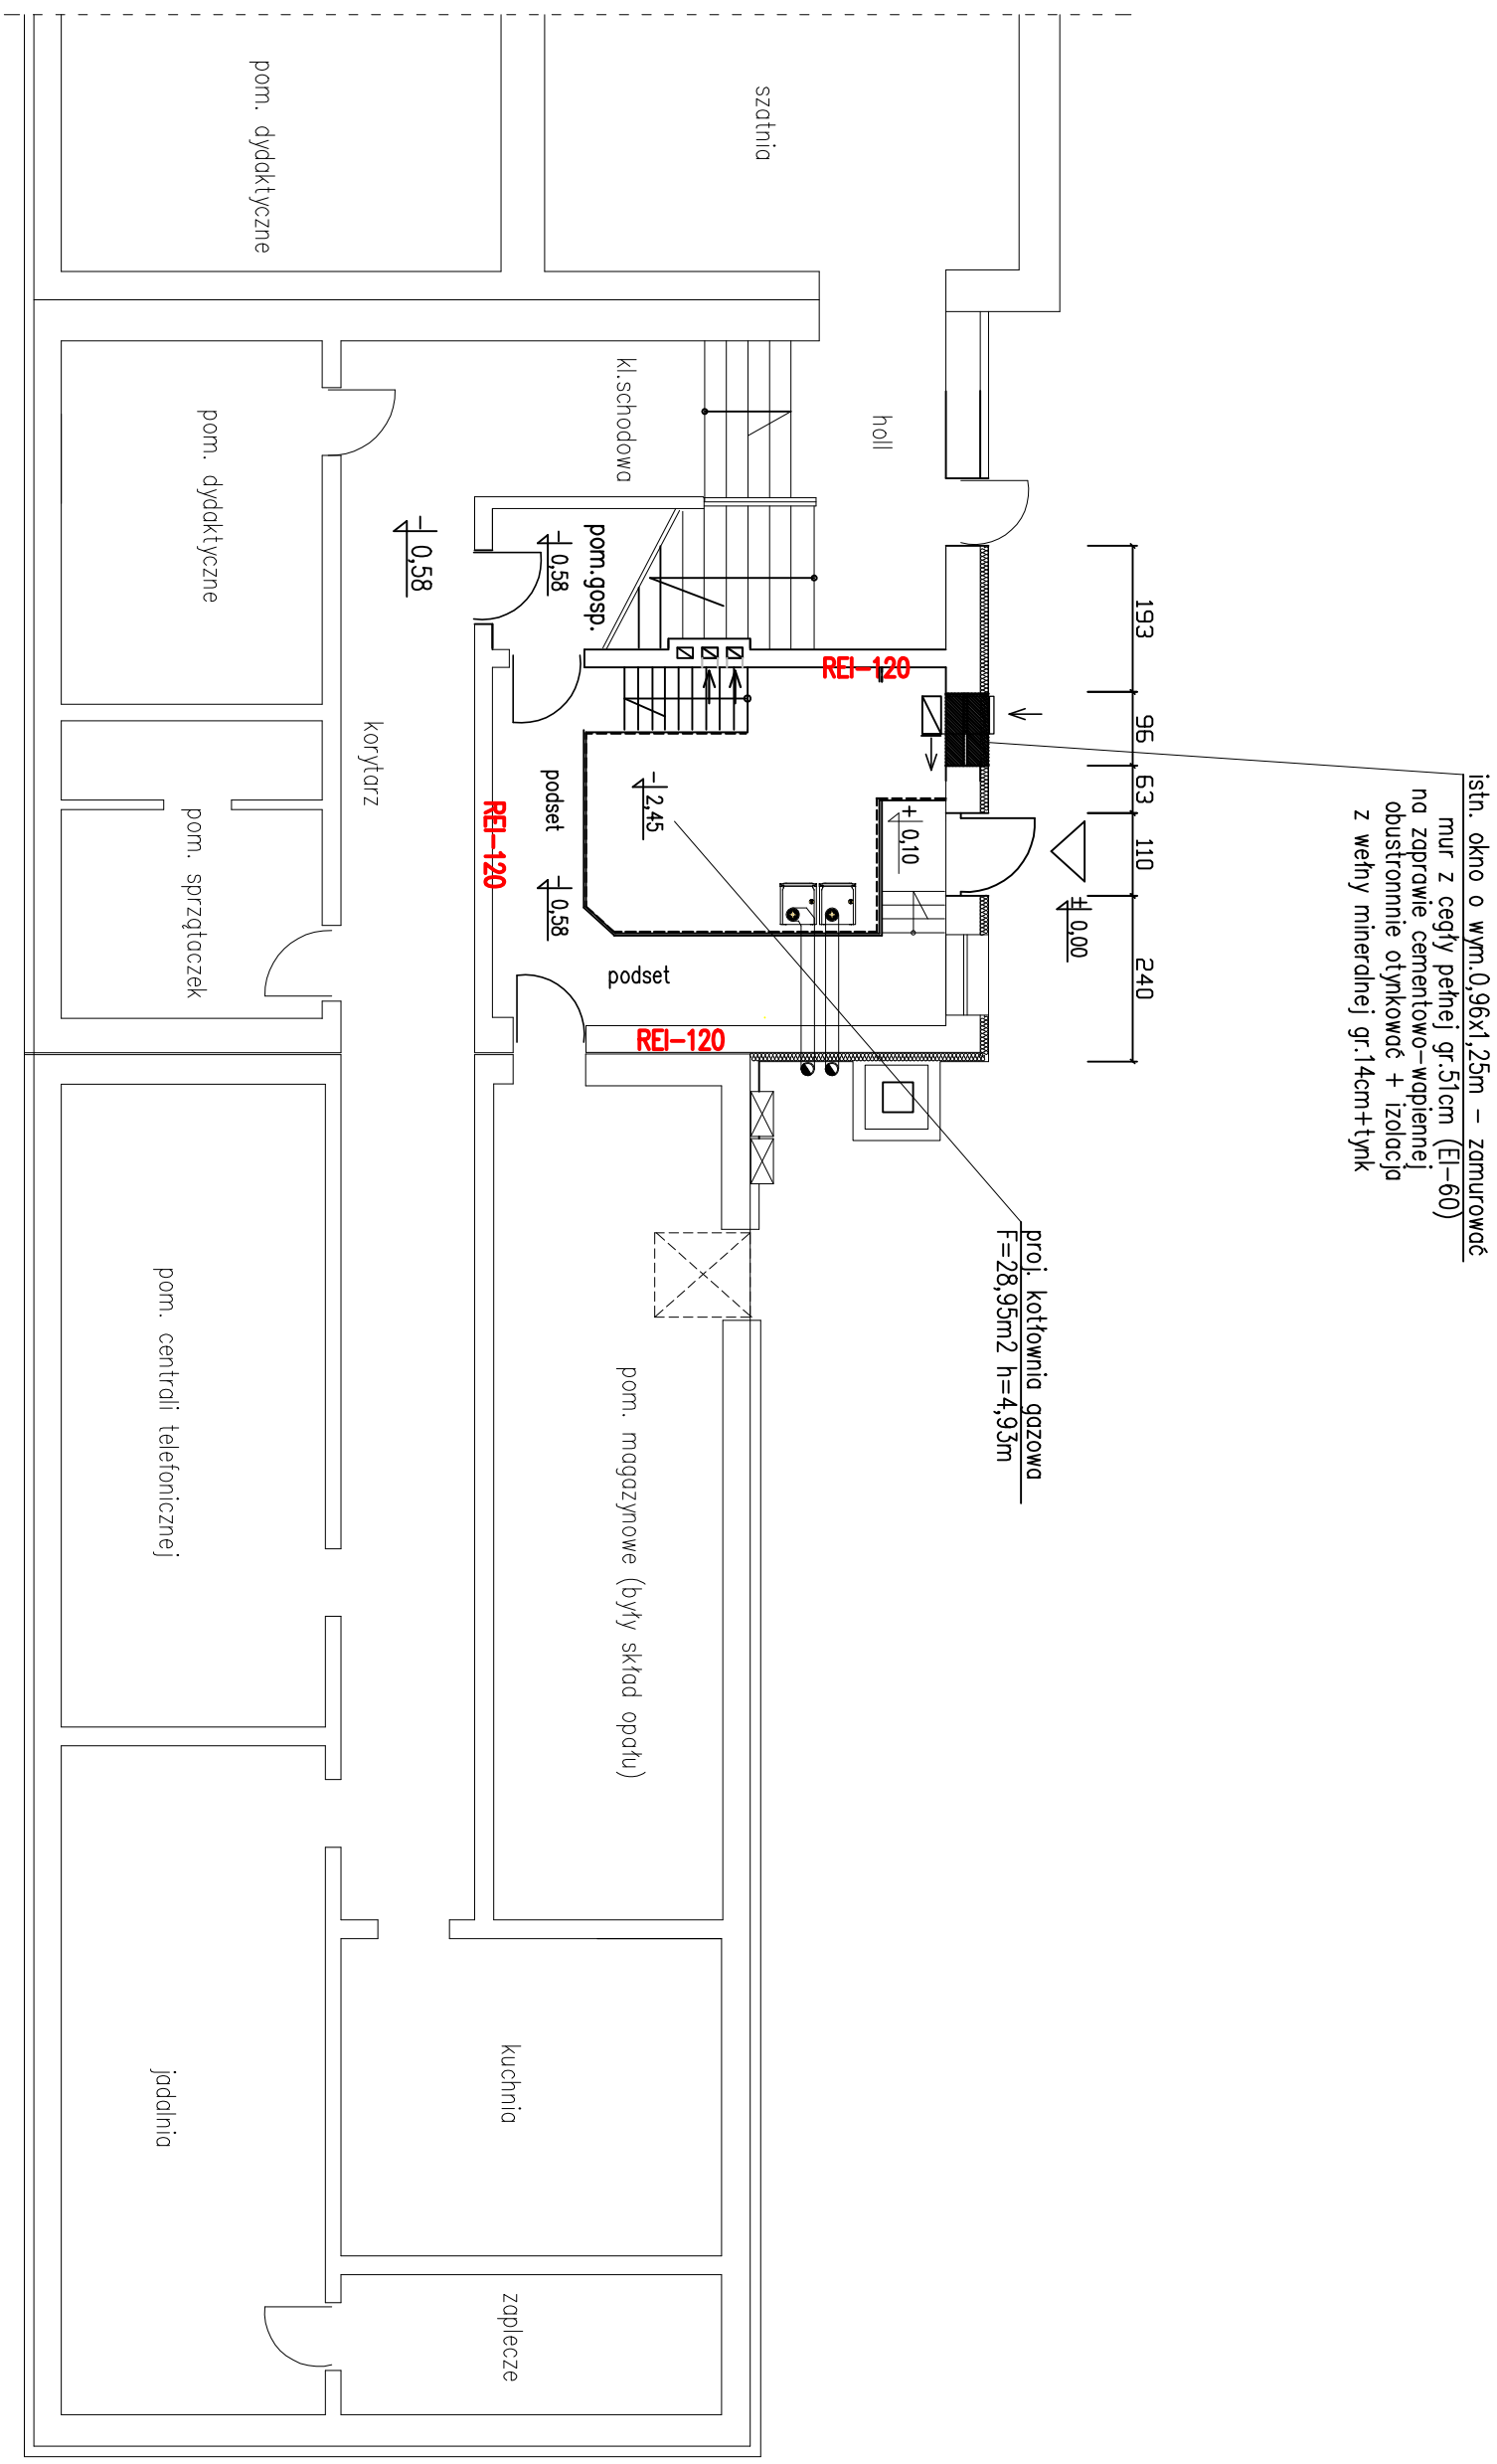 istn. okno o wym.0,96x1,25m - zamurować
mur z cegły pełnej gr.51cm (EI-60)
na zaprawie cementowo-wapiennej
obustronnnie otynkować + izolacja
z wełny mineralnej gr.14cm+tynk
193
96
63
110
240
± 0,00
proj. kotłownia gazowa
F=28,95m2 h=4,93m
szatnia
holl
REI-120
+ 0,10
kl.schodowa
pom.gosp.
- 0,58
- 2,45
podset
podset
- 0,58
REI-120
REI-120
- 0,58
korytarz
pom. dydaktyczne
pom. dydaktyczne
pom. sprzątaczek
pom. magazynowe (były skład opału)
pom. centrali telefonicznej
kuchnia
jadalnia
zaplecze